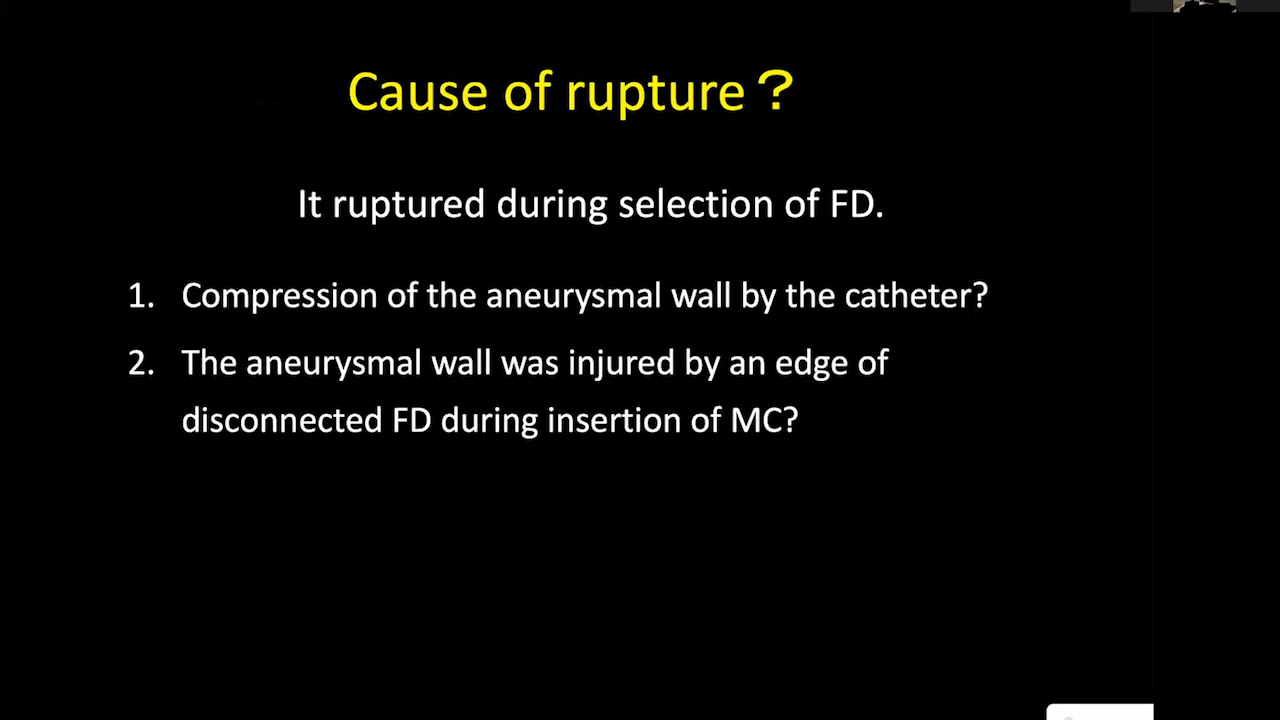 Cause of rupture？
It ruptured during selection of FD.
1. Compression of the aneurysmal wall by the catheter?
2. The aneurysmal wall was injured by an edge of
disconnected FD during insertion of MC?